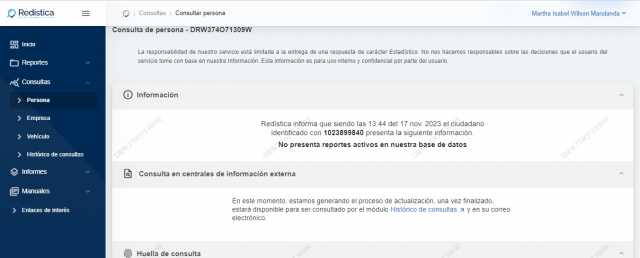 Redistica
Consultas Consultar persona
Martha Isabel Wilson Mandanda
Inicio
Reportes
Consultas
Persona
Empresa
Vehículo
Histórico de consultas
Informes
Manuales
Enlaces de interés
Consulta de persona - DRW374O71309W
La responsabilidad de nuestro servicio está limitada a la entrega de una respuesta de carácter Estadístico. No nos hacemos responsables sobre las decisiones que el usuario del
servicio tome con base en nuestra información. Esta información es para uso interno y confidencial por parte del usuario.
Información
Redística informa que siendo las 13:44 del 17 nov. 2023 el ciudadano
identificado con 1023899840 presenta la siguiente información.
No presenta reportes activos en nuestra base de datos
Consulta en centrales de información externa
En este momento, estamos generando el proceso de actualización, una vez finalizado,
estará disponible para ser consultado por el módulo Histórico de consultas y en su correo
electrónico.
Huella de consulta